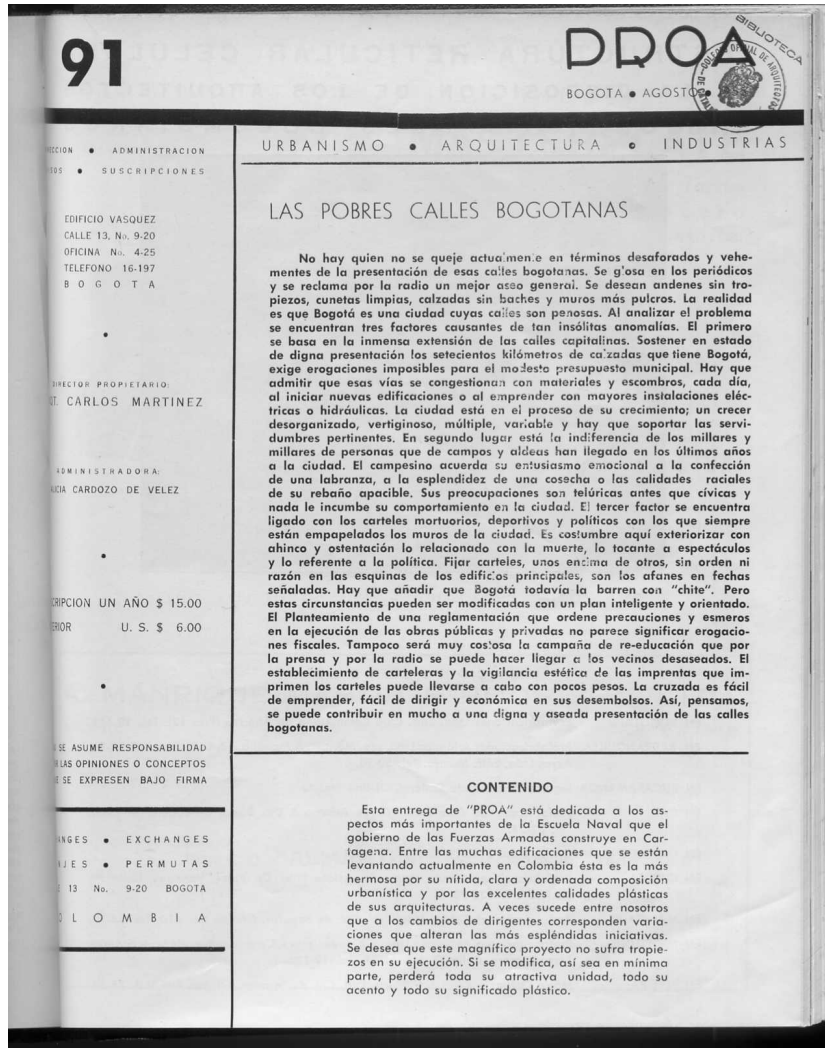 91
PROA
BIBLIOTECA
BOGOTA • AGOSTO •
URBANISMO • ARQUITECTURA • INDUSTRIAS
ECCION • ADMINISTRACION
SOS • SUSCRIPCIONES
EDIFICIO VASQUEZ
CALLE 13, No. 9-20
OFICINA No. 4-25
TELEFONO 16-197
BOGOTA
•
DIRECTOR PROPIETARIO:
T. CARLOS MARTINEZ
ADMINISTRADORA:
ICIA CARDOZO DE VELEZ
•
CRIPCION UN AÑO $ 15.00
ERIOR U. S. $ 6.00
•
SE ASUME RESPONSABILIDAD
LAS OPINIONES O CONCEPTOS
E SE EXPRESEN BAJO FIRMA
ANGES • EXCHANGES
AJES • PERMUTAS
13 No. 9-20 BOGOTA
OLOMBIA
LAS POBRES CALLES BOGOTANAS
No hay quien no se queje actualmente en términos desaforados y vehe-
mentes de la presentación de esas calles bogotanas. Se glosa en los periódicos
y se reclama por la radio un mejor aseo general. Se desean andenes sin tro-
piezos, cunetas limpias, calzadas sin baches y muros más pulcros. La realidad
es que Bogotá es una ciudad cuyas calles son penosas. Al analizar el problema
se encuentran tres factores causantes de tan insólitas anomalías. El primero
se basa en la inmensa extensión de las calles capitalinas. Sostener en estado
de digna presentación los setecientos kilómetros de calzadas que tiene Bogotá,
exige erogaciones imposibles para el modesto presupuesto municipal. Hay que
admitir que esas vías se congestionan con materiales y escombros, cada día,
al iniciar nuevas edificaciones o al emprender con mayores instalaciones eléc-
tricas o hidráulicas. La ciudad está en el proceso de su crecimiento; un crecer
desorganizado, vertiginoso, múltiple, variable y hay que soportar las servi-
dumbres pertinentes. En segundo lugar está la indiferencia de los millares y
millares de personas que de campos y aldeas han llegado en los últimos años
a la ciudad. El campesino acuerda su entusiasmo emocional a la confección
de una labranza, a la esplendidez de una cosecha o las calidades raciales
de su rebaño apacible. Sus preocupaciones son telúricas antes que cívicas y
nada le incumbe su comportamiento en la ciudad. El tercer factor se encuentra
ligado con los carteles mortuorios, deportivos y políticos con los que siempre
están empapelados los muros de la ciudad. Es costumbre aquí exteriorizar con
ahinco y ostentación lo relacionado con la muerte, lo tocante a espectáculos
y lo referente a la política. Fijar carteles, unos encima de otros, sin orden ni
razón en las esquinas de los edificios principales, son los afanes en fechas
señaladas. Hay que añadir que Bogotá todavía la barren con "chite". Pero
estas circunstancias pueden ser modificadas con un plan inteligente y orientado.
El Planteamiento de una reglamentación que ordene precauciones y esmeros
en la ejecución de las obras públicas y privadas no parece significar erogacio-
nes fiscales. Tampoco será muy costosa la campaña de re-educación que por
la prensa y por la radio se puede hacer llegar a los vecinos desaseados. El
establecimiento de carteleras y la vigilancia estética de las imprentas que im-
primen los carteles puede llevarse a cabo con pocos pesos. La cruzada es fácil
de emprender, fácil de dirigir y económica en sus desembolsos. Así, pensamos,
se puede contribuir en mucho a una digna y aseada presentación de las calles
bogotanas.
CONTENIDO
Esta entrega de "PROA" está dedicada a los as-
pectos más importantes de la Escuela Naval que el
gobierno de las Fuerzas Armadas construye en Car-
tagena. Entre las muchas edificaciones que se están
levantando actualmente en Colombia ésta es la más
hermosa por su nítida, clara y ordenada composición
urbanística y por las excelentes calidades plásticas
de sus arquitecturas. A veces sucede entre nosotros
que a los cambios de dirigentes corresponden varia-
ciones que alteran las más espléndidas iniciativas.
Se desea que este magnífico proyecto no sufra tropie-
zos en su ejecución. Si se modifica, así sea en mínima
parte, perderá toda su atractiva unidad, todo su
acento y todo su significado plástico.